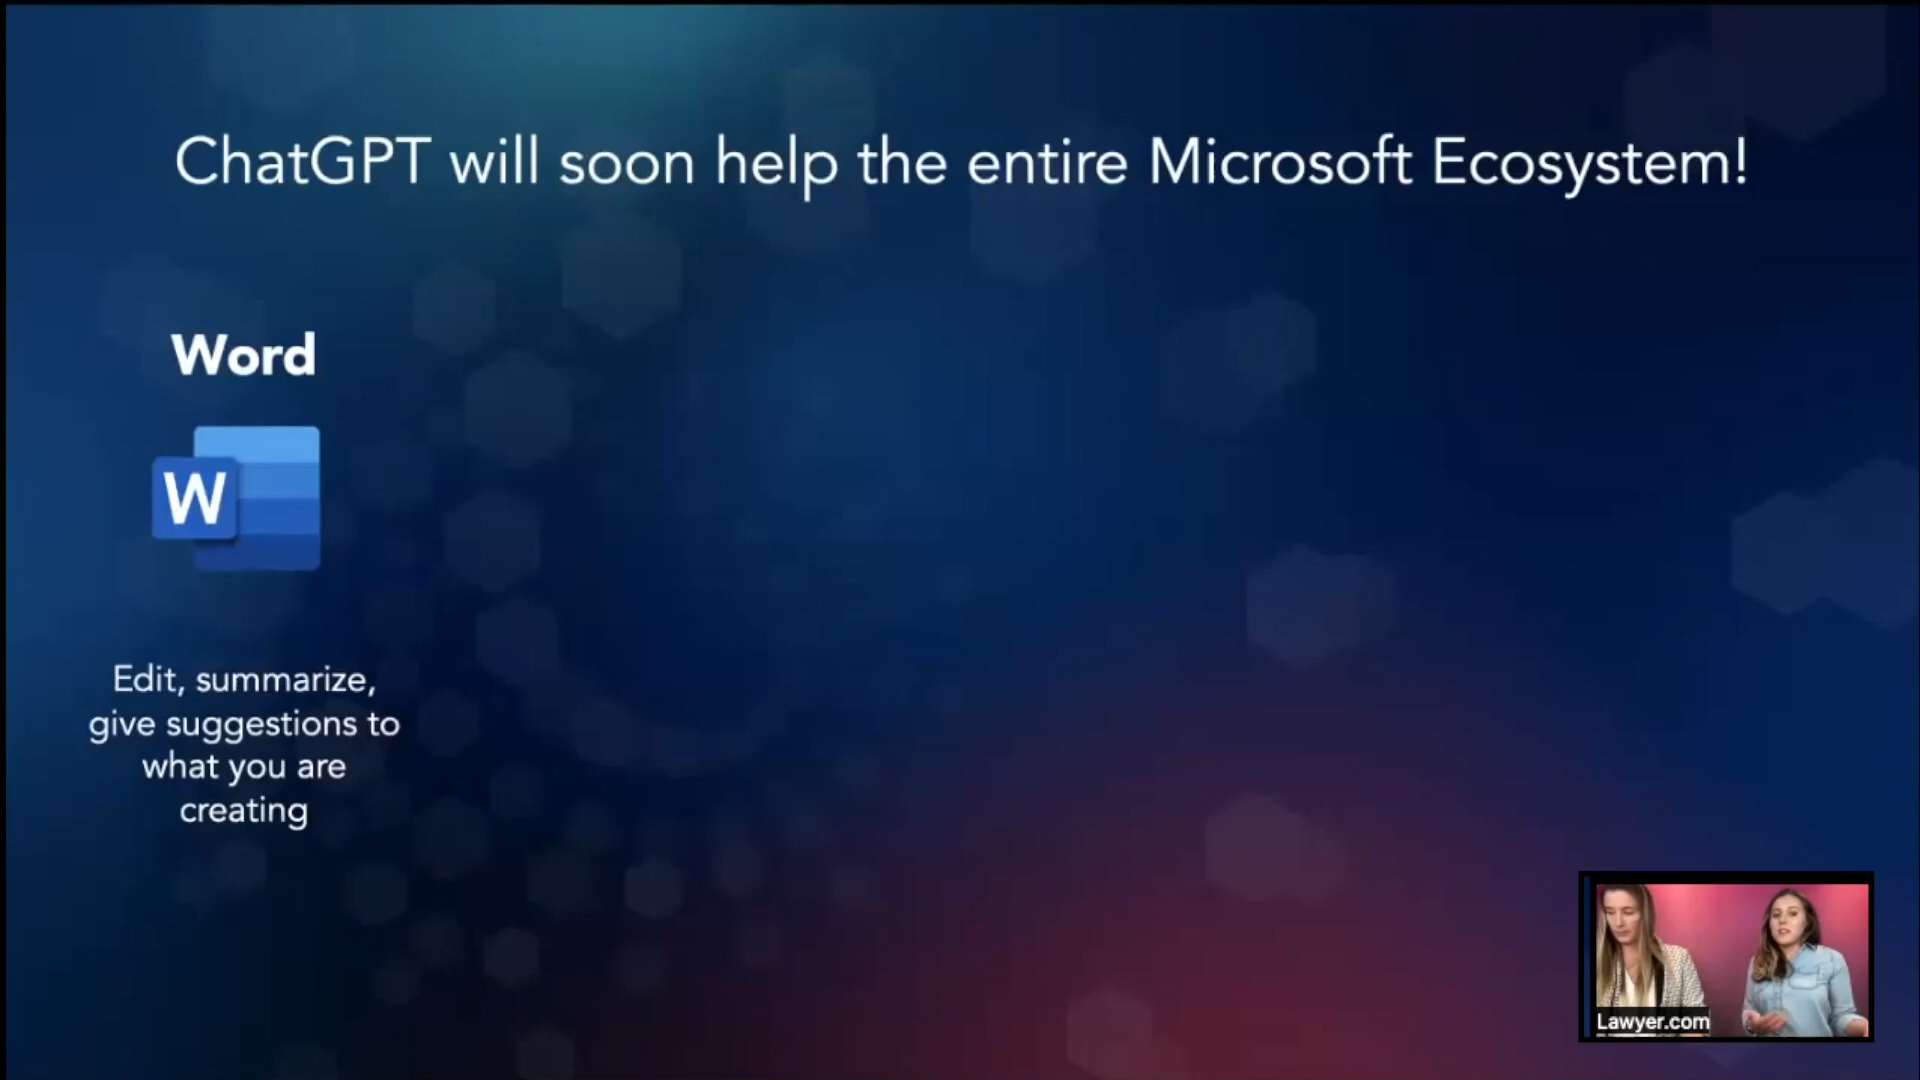 ChatGPT will soon help the entire Microsoft Ecosystem!
Word
W
Edit, summarize,
give suggestions to
what you are
creating
Lawyer.com